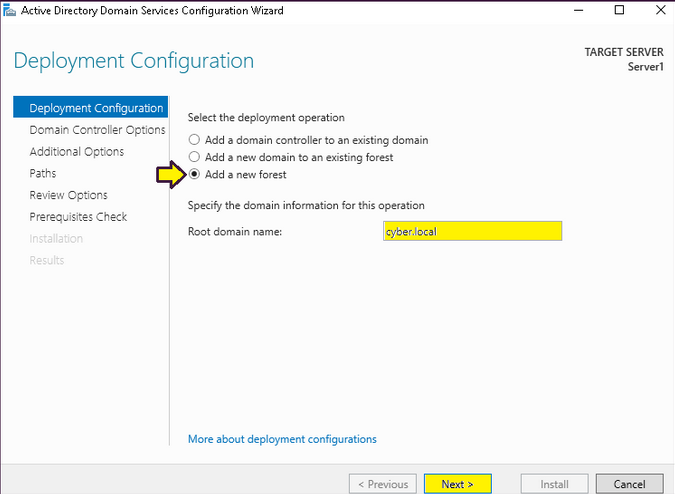 Active Directory Domain Services Configuration Wizard
Deployment Configuration
TARGET SERVER
Server1
Deployment Configuration
Domain Controller Options
Additional Options
Paths
Review Options
Prerequisites Check
Installation
Results
Select the deployment operation
Add a domain controller to an existing domain
Add a new domain to an existing forest
Add a new forest
Specify the domain information for this operation
Root domain name: cyber.local
More about deployment configurations
< Previous Next > Install Cancel